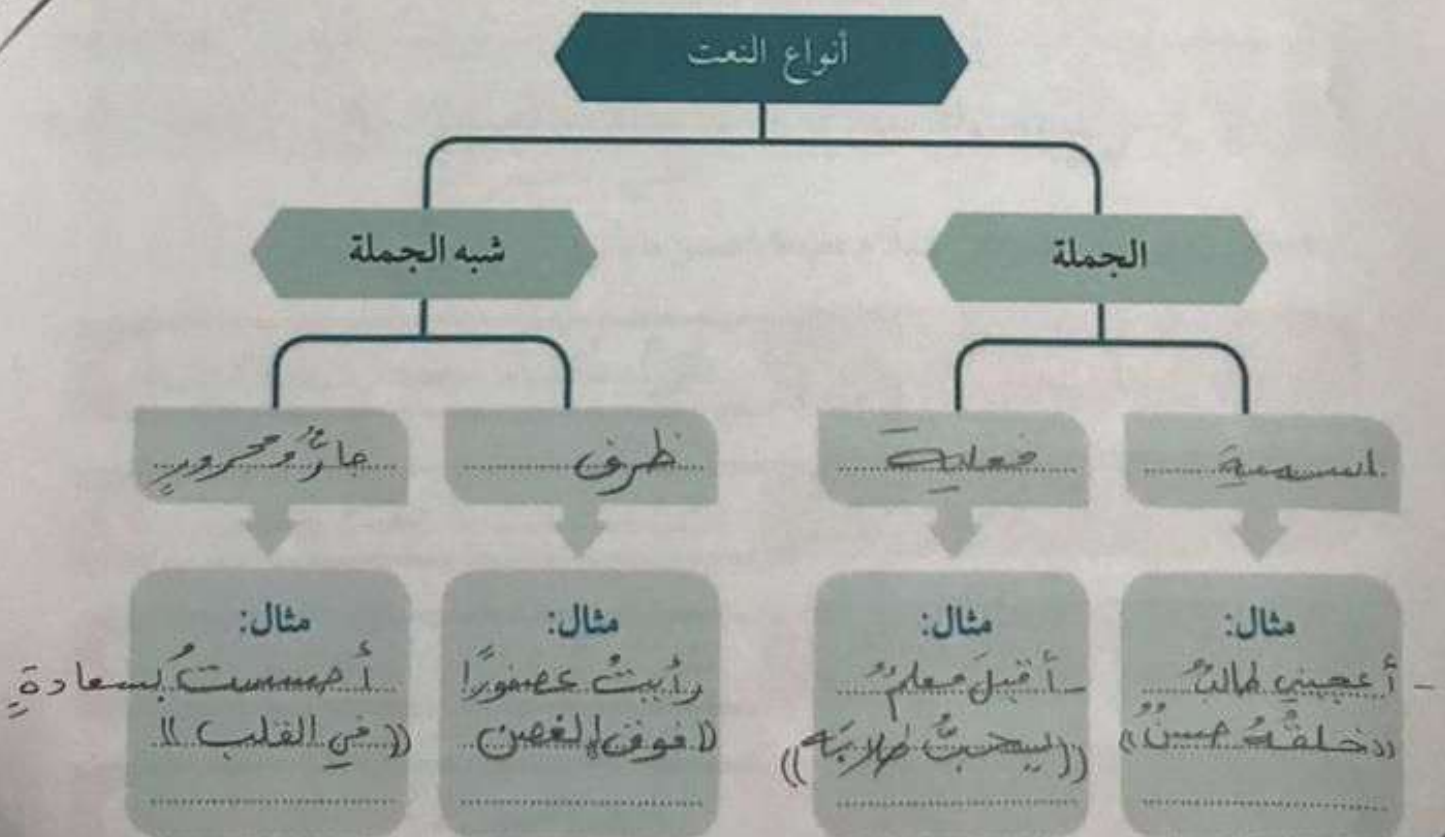 أنواع النعت
الجملة
شبه الجملة
اسمية
فعلية
ظرف
جارٌّ ومجرورٍ
مثال:
- أعجبني طالبٌ
((خلقُهُ حسنٌ))
مثال:
- أقبلَ معلمٌ
((يحبُّ طلابَه))
مثال:
رأيتُ عصفورًا
((فوق الغصن
مثال:
أحسستُ بسعادةٍ
((في القلب))